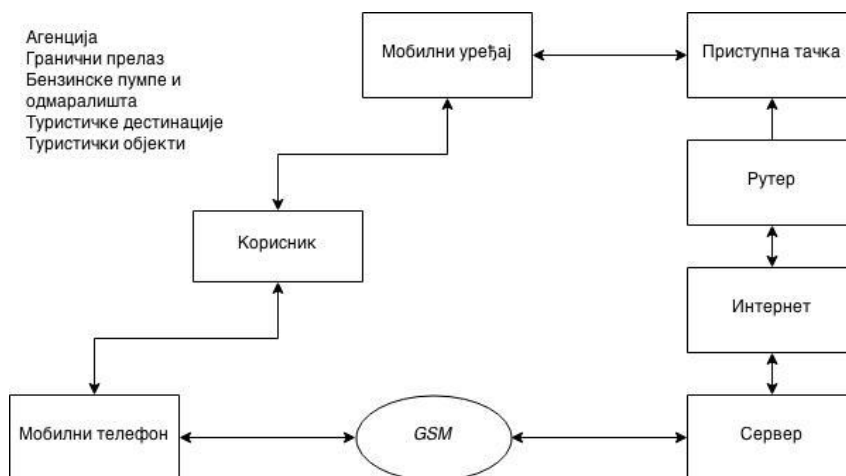 Агенција
Гранични прелаз
Бензинске пумпе и
одмаралишта
Туристичке дестинације
Туристички објекти
Мобилни уређај
Приступна тачка
Рутер
Корисник
Интернет
Мобилни телефон
GSM
Сервер